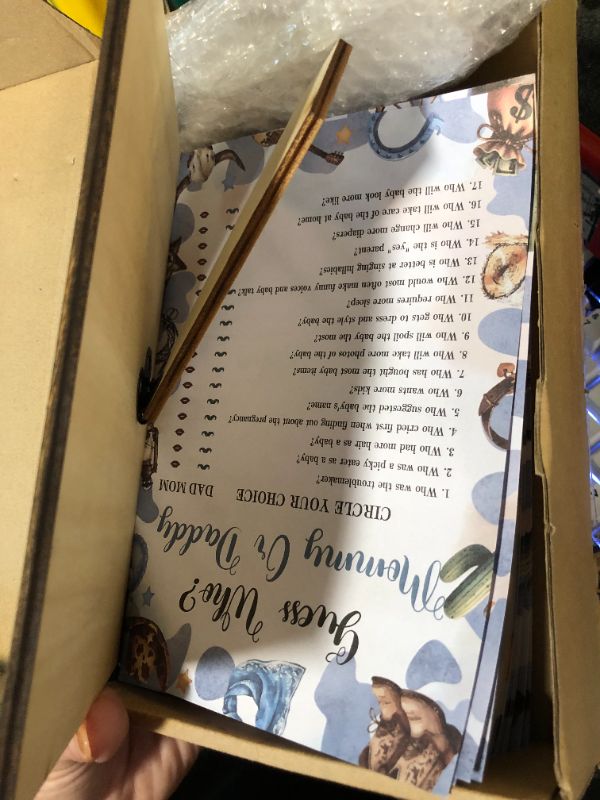 Guess Who?
Mommy Or Daddy
CIRCLE YOUR CHOICE DAD MOM
1. Who was the troublemaker?
2. Who was a picky eater as a baby?
3. Who had more hair as a baby?
4. Who cried first when finding out about the pregnancy?
5. Who suggested the baby's name?
6. Who wants more kids?
7. Who has bought the most baby items?
8. Who will take more photos of the baby?
9. Who will spoil the baby the most?
10. Who gets to dress and style the baby?
11. Who requires more sleep?
12. Who would most often make funny voices and baby talk?
13. Who is better at singing lullabies?
14. Who is the "yes" parent?
15. Who will change more diapers?
16. Who will take care of the baby at home?
17. Who will the baby look more like?
$